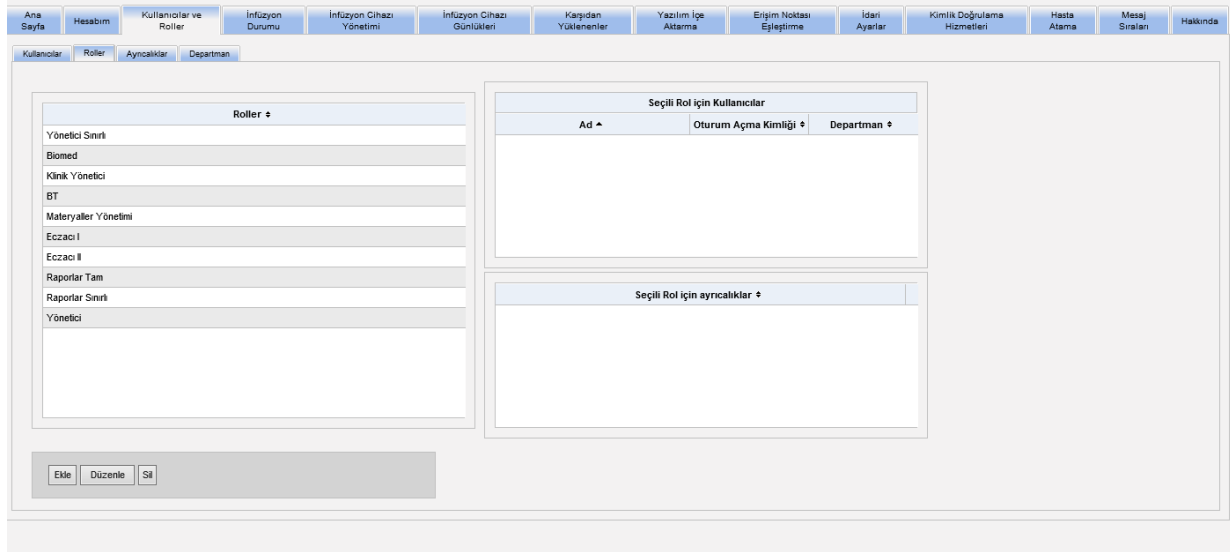 Ana Sayfa
Hesabım
Kullanıcılar ve Roller
İnfüzyon Durumu
İnfüzyon Cihazı Yönetimi
İnfüzyon Cihazı Günlükleri
Karşıdan Yüklenenler
Yazılım İçe Aktarma
Erişim Noktası Eşleştirme
İdari Ayarlar
Kimlik Doğrulama Hizmetleri
Hasta Atama
Mesaj Sıraları
Hakkında
Kullanıcılar
Roller
Ayrıcalıklar
Departman
Roller
Yönetici Sınırlı
Biomed
Klinik Yönetici
BT
Materyaller Yönetimi
Eczacı I
Eczacı II
Raporlar Tam
Raporlar Sınırlı
Yönetici
Seçili Rol için Kullanıcılar
Ad
Oturum Açma Kimliği
Departman
Seçili Rol için ayrıcalıklar
Ekle
Düzenle
Sil